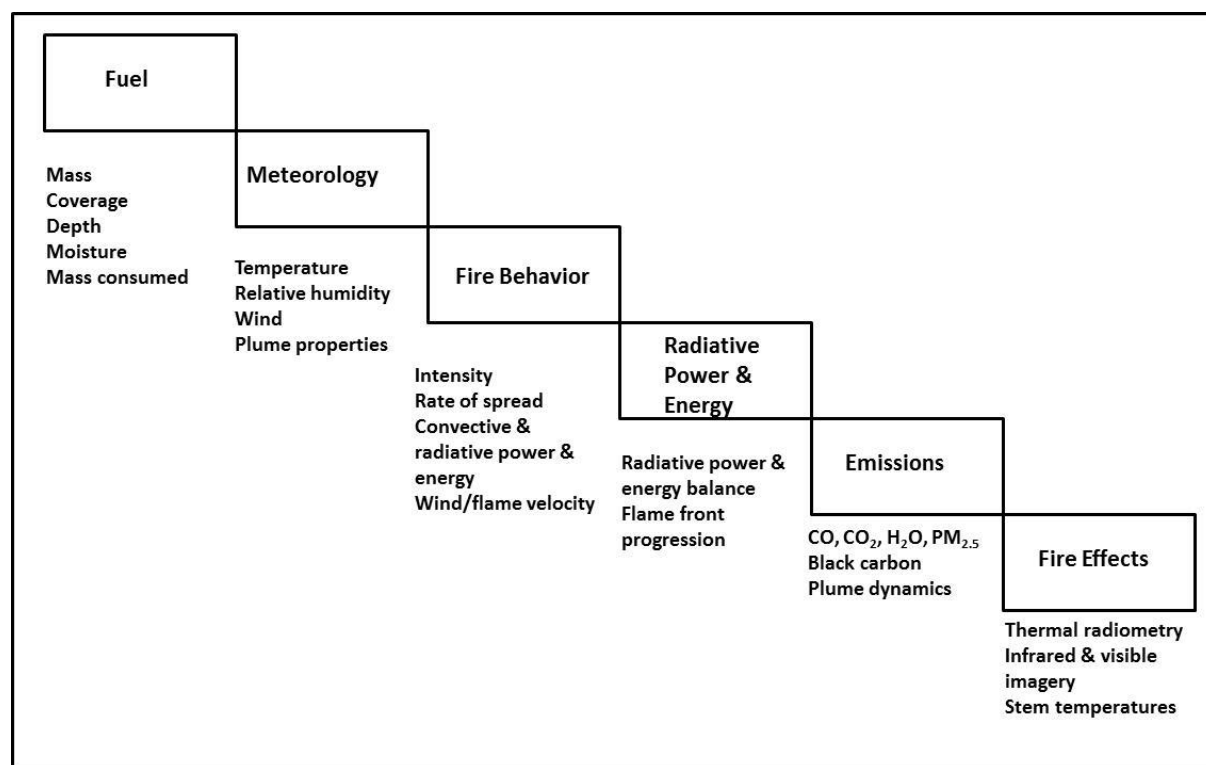 Fuel
Mass
Coverage
Depth
Moisture
Mass consumed
Meteorology
Temperature
Relative humidity
Wind
Plume properties
Fire Behavior
Intensity
Rate of spread
Convective &
radiative power &
energy
Wind/flame velocity
Radiative
Power &
Energy
Radiative power &
energy balance
Flame front
progression
Emissions
CO, CO₂, H₂O, PM₂.₅
Black carbon
Plume dynamics
Fire Effects
Thermal radiometry
Infrared & visible
imagery
Stem temperatures